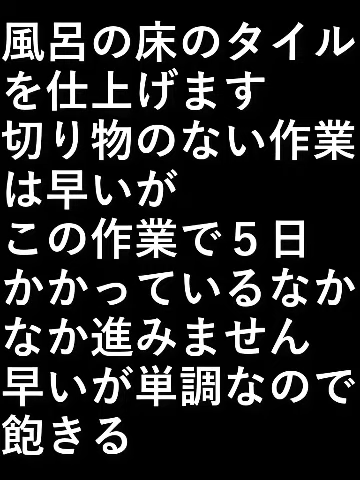 風呂の床のタイル
を仕上げます
切り物のない作業
は早いが
この作業で５日
かかっているなか
なか進みません
早いが単調なので
飽きる